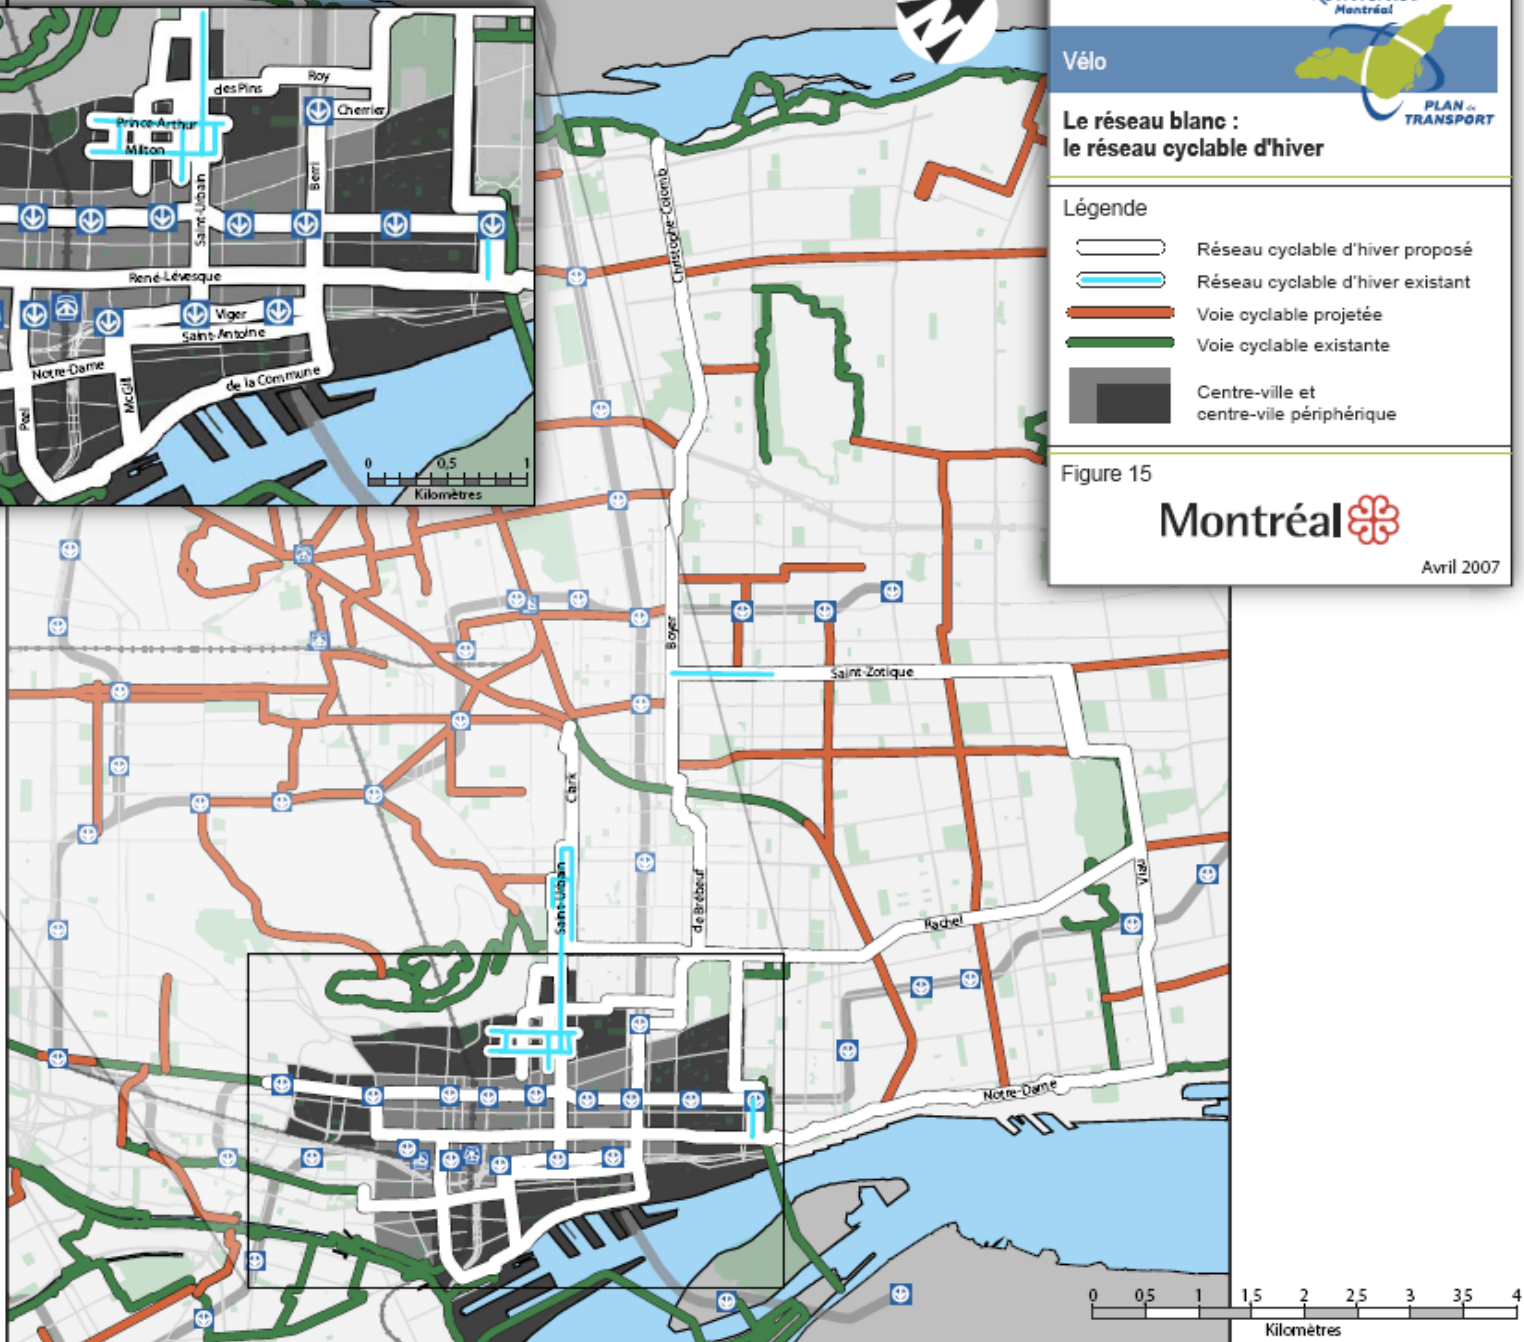 Montréal
Vélo
PLAN de
TRANSPORT
Le réseau blanc :
le réseau cyclable d'hiver
Légende
Réseau cyclable d'hiver proposé
Réseau cyclable d'hiver existant
Voie cyclable projetée
Voie cyclable existante
Centre-ville et
centre-vile périphérique
Figure 15
Montréal
Avril 2007
Roy
des Pins
Cherrier
Prince-Arthur
Milton
Berri
Saint-Urbain
René-Lévesque
Viger
Saint-Antoine
Notre-Dame
de la Commune
McGill
Peel
0 0,5 1
Kilomètres
Christophe-Colomb
Boyer
Saint-Zotique
Clark
Saint-Urbain
de Brébeuf
Viau
Rachel
Notre-Dame
0 0,5 1 1,5 2 2,5 3 3,5 4
Kilomètres